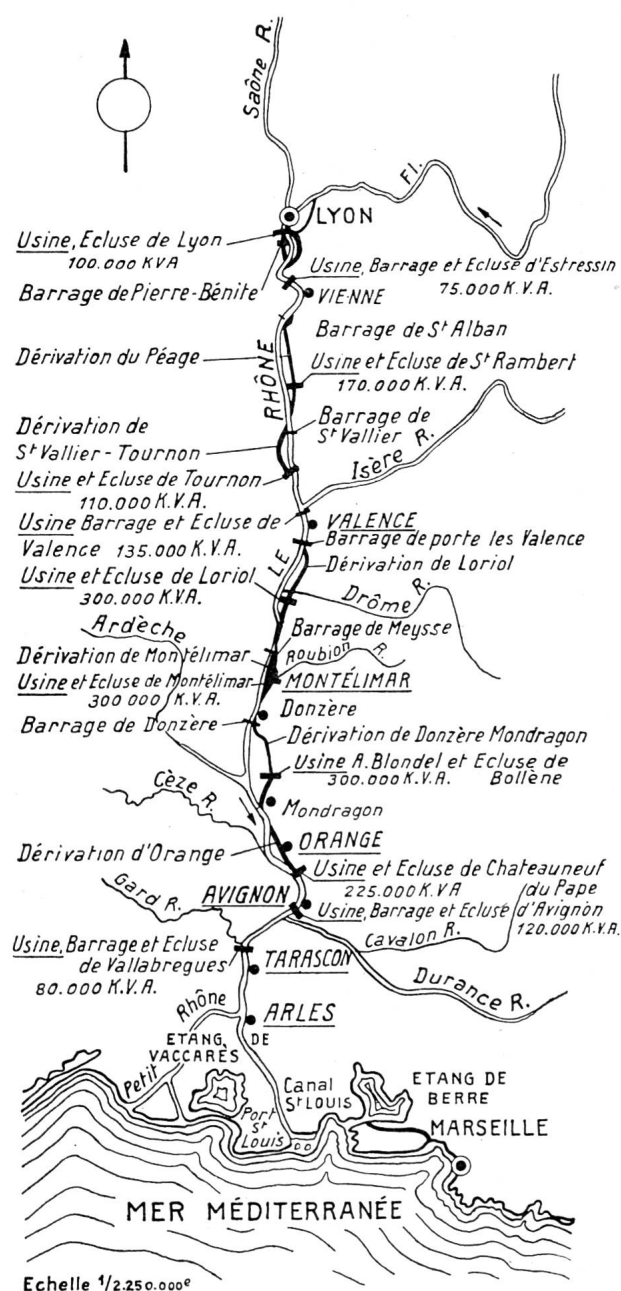 Saône R.
Fl.
LYON
Usine, Ecluse de Lyon
100.000 KVA
Usine, Barrage et Ecluse d'Estressin
75.000 K.V.A.
Barrage de Pierre-Bénite
VIENNE
Barrage de St Alban
Dérivation du Péage
LE RHÔNE
Usine et Ecluse de St Rambert
170.000 K.V.A.
Dérivation de
St Vallier-Tournon
Barrage de
St Vallier
Isère R.
Usine et Ecluse de Tournon
110.000 K.V.A.
Usine Barrage et Ecluse de
Valence 135.000 K.V.A.
VALENCE
Barrage de porte les Valence
Dérivation de Loriol
Usine et Ecluse de Loriol
300.000 K.V.A.
Drôme R.
Ardèche
Barrage de Meysse
Dérivation de Montélimar
Roubion R.
Usine et Ecluse de Montélimar
300 000 K.V.A.
MONTÉLIMAR
Barrage de Donzère
Donzère
Dérivation de Donzère Mondragon
Usine A. Blondel et Ecluse de
300.000 K.V.A. Bollène
Cèze R.
Mondragon
ORANGE
Dérivation d'Orange
Usine et Ecluse de Chateauneuf
225.000 K.V.A du Pape
Gard R.
AVIGNON
Usine, Barrage et Ecluse d'Avignon
120.000 K.V.A.
Cavalon R.
Usine, Barrage et Ecluse
de Vallabregues
80.000 K.V.A.
TARASCON
Durance R.
ARLES
Petit Rhône
ETANG DE
VACCARÈS
Canal
St Louis
ETANG DE
BERRE
Port
St
Louis
MARSEILLE
MER MÉDITERRANÉE
Echelle 1/2.250.000e